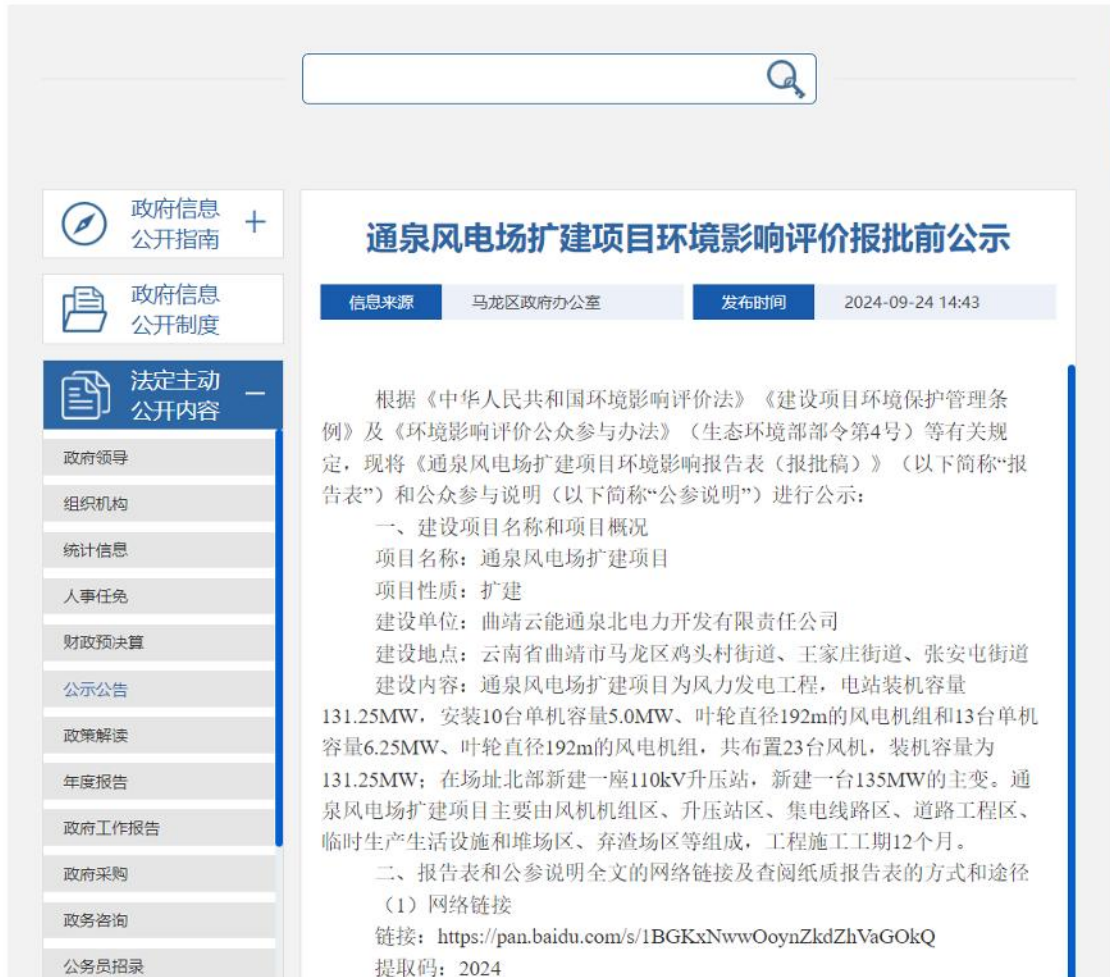 政府信息
公开指南
政府信息
公开制度
法定主动
公开内容
政府领导
组织机构
统计信息
人事任免
财政预决算
公示公告
政策解读
年度报告
政府工作报告
政府采购
政务咨询
公务员招录
通泉风电场扩建项目环境影响评价报批前公示
信息来源 马龙区政府办公室 发布时间 2024-09-24 14:43
根据《中华人民共和国环境影响评价法》《建设项目环境保护管理条
例》及《环境影响评价公众参与办法》（生态环境部部令第4号）等有关规
定，现将《通泉风电场扩建项目环境影响报告表（报批稿）》（以下简称“报
告表”）和公众参与说明（以下简称“公参说明”）进行公示：
一、建设项目名称和项目概况
项目名称：通泉风电场扩建项目
项目性质：扩建
建设单位：曲靖云能通泉北电力开发有限责任公司
建设地点：云南省曲靖市马龙区鸡头村街道、王家庄街道、张安屯街道
建设内容：通泉风电场扩建项目为风力发电工程，电站装机容量
131.25MW，安装10台单机容量5.0MW、叶轮直径192m的风电机组和13台单机
容量6.25MW、叶轮直径192m的风电机组，共布置23台风机，装机容量为
131.25MW；在场址北部新建一座110kV升压站，新建一台135MW的主变。通
泉风电场扩建项目主要由风机机组区、升压站区、集电线路区、道路工程区、
临时生产生活设施和堆场区、弃渣场区等组成，工程施工工期12个月。
二、报告表和公参说明全文的网络链接及查阅纸质报告表的方式和途径
（1）网络链接
链接：https://pan.baidu.com/s/1BGKxNwwOoynZkdZhVaGOkQ
提取码：2024